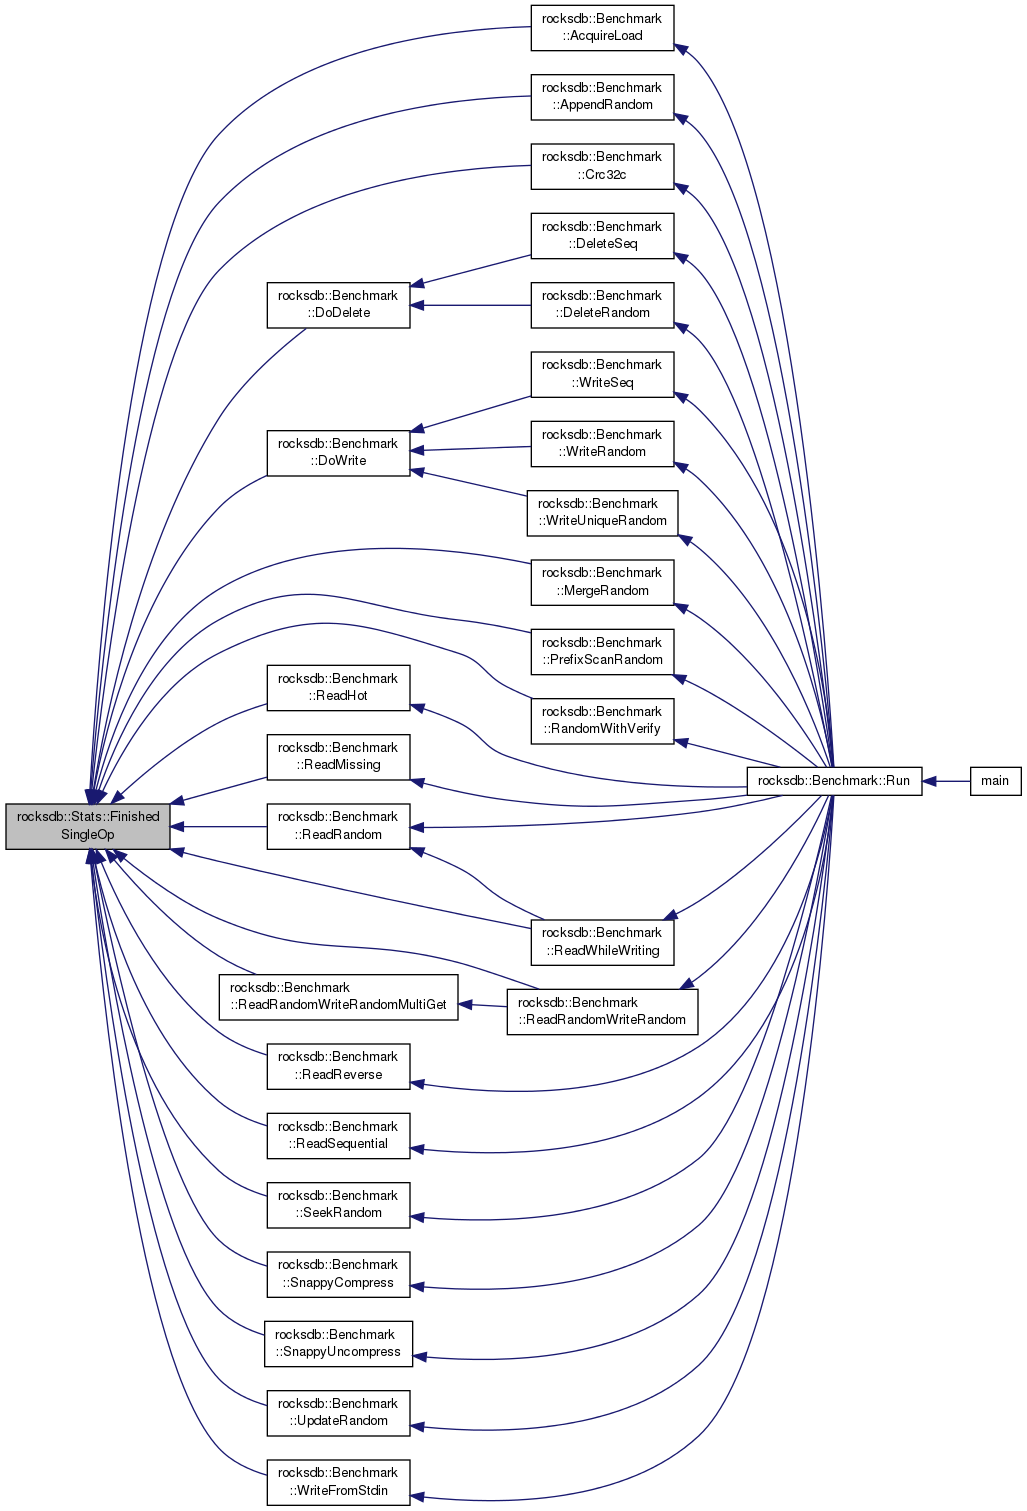 rocksdb::Benchmark
::AcquireLoad
rocksdb::Benchmark
::AppendRandom
rocksdb::Benchmark
::Crc32c
rocksdb::Benchmark
::DeleteSeq
rocksdb::Benchmark
::DoDelete
rocksdb::Benchmark
::DeleteRandom
rocksdb::Benchmark
::WriteSeq
rocksdb::Benchmark
::DoWrite
rocksdb::Benchmark
::WriteRandom
rocksdb::Benchmark
::WriteUniqueRandom
rocksdb::Benchmark
::MergeRandom
rocksdb::Benchmark
::PrefixScanRandom
rocksdb::Benchmark
::ReadHot
rocksdb::Benchmark
::RandomWithVerify
rocksdb::Benchmark
::ReadMissing
rocksdb::Benchmark::Run
main
rocksdb::Stats::Finished
SingleOp
rocksdb::Benchmark
::ReadRandom
rocksdb::Benchmark
::ReadWhileWriting
rocksdb::Benchmark
::ReadRandomWriteRandomMultiGet
rocksdb::Benchmark
::ReadRandomWriteRandom
rocksdb::Benchmark
::ReadReverse
rocksdb::Benchmark
::ReadSequential
rocksdb::Benchmark
::SeekRandom
rocksdb::Benchmark
::SnappyCompress
rocksdb::Benchmark
::SnappyUncompress
rocksdb::Benchmark
::UpdateRandom
rocksdb::Benchmark
::WriteFromStdin